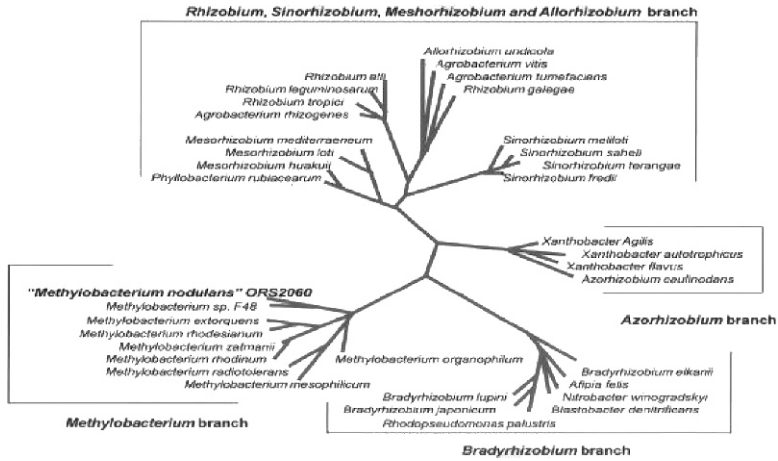 Rhizobium, Sinorhizobium, Meshorhizobium and Allorhizobium branch
Allorhizobium undicola
Agrobacterium vitis
Agrobacterium tumefacians
Rhizobium galegae
Rhizobium etli
Rhizobium leguminosarum
Rhizobium tropici
Agrobacterium rhizogenes
Mesorhizobium mediterraeneum
Mesorhizobium loti
Mesorhizobium huakuii
Phyllobacterium rubiacearum
Sinorhizobium meliloti
Sinorhizobium saheli
Sinorhizobium terangae
Sinorhizobium fredii
Xanthobacter Agilis
Xanthobacter autotrophicus
Xanthobacter flavus
Azorhizobium caulinodans
Azorhizobium branch
"Methylobacterium nodulans" ORS2060
Methylobacterium sp. F48
Methylobacterium extorquens
Methylobacterium rhodesianum
Methylobacterium zatmanii
Methylobacterium rhodinum
Methylobacterium radiotolerans
Methylobacterium mesophilicum
Methylobacterium organophilum
Methylobacterium branch
Bradyrhizobium elkanii
Afipia felis
Nitrobacter winogradskyi
Blastobacter denitrificans
Bradyrhizobium lupini
Bradyrhizobium japonicum
Rhodopseudomonas palustris
Bradyrhizobium branch